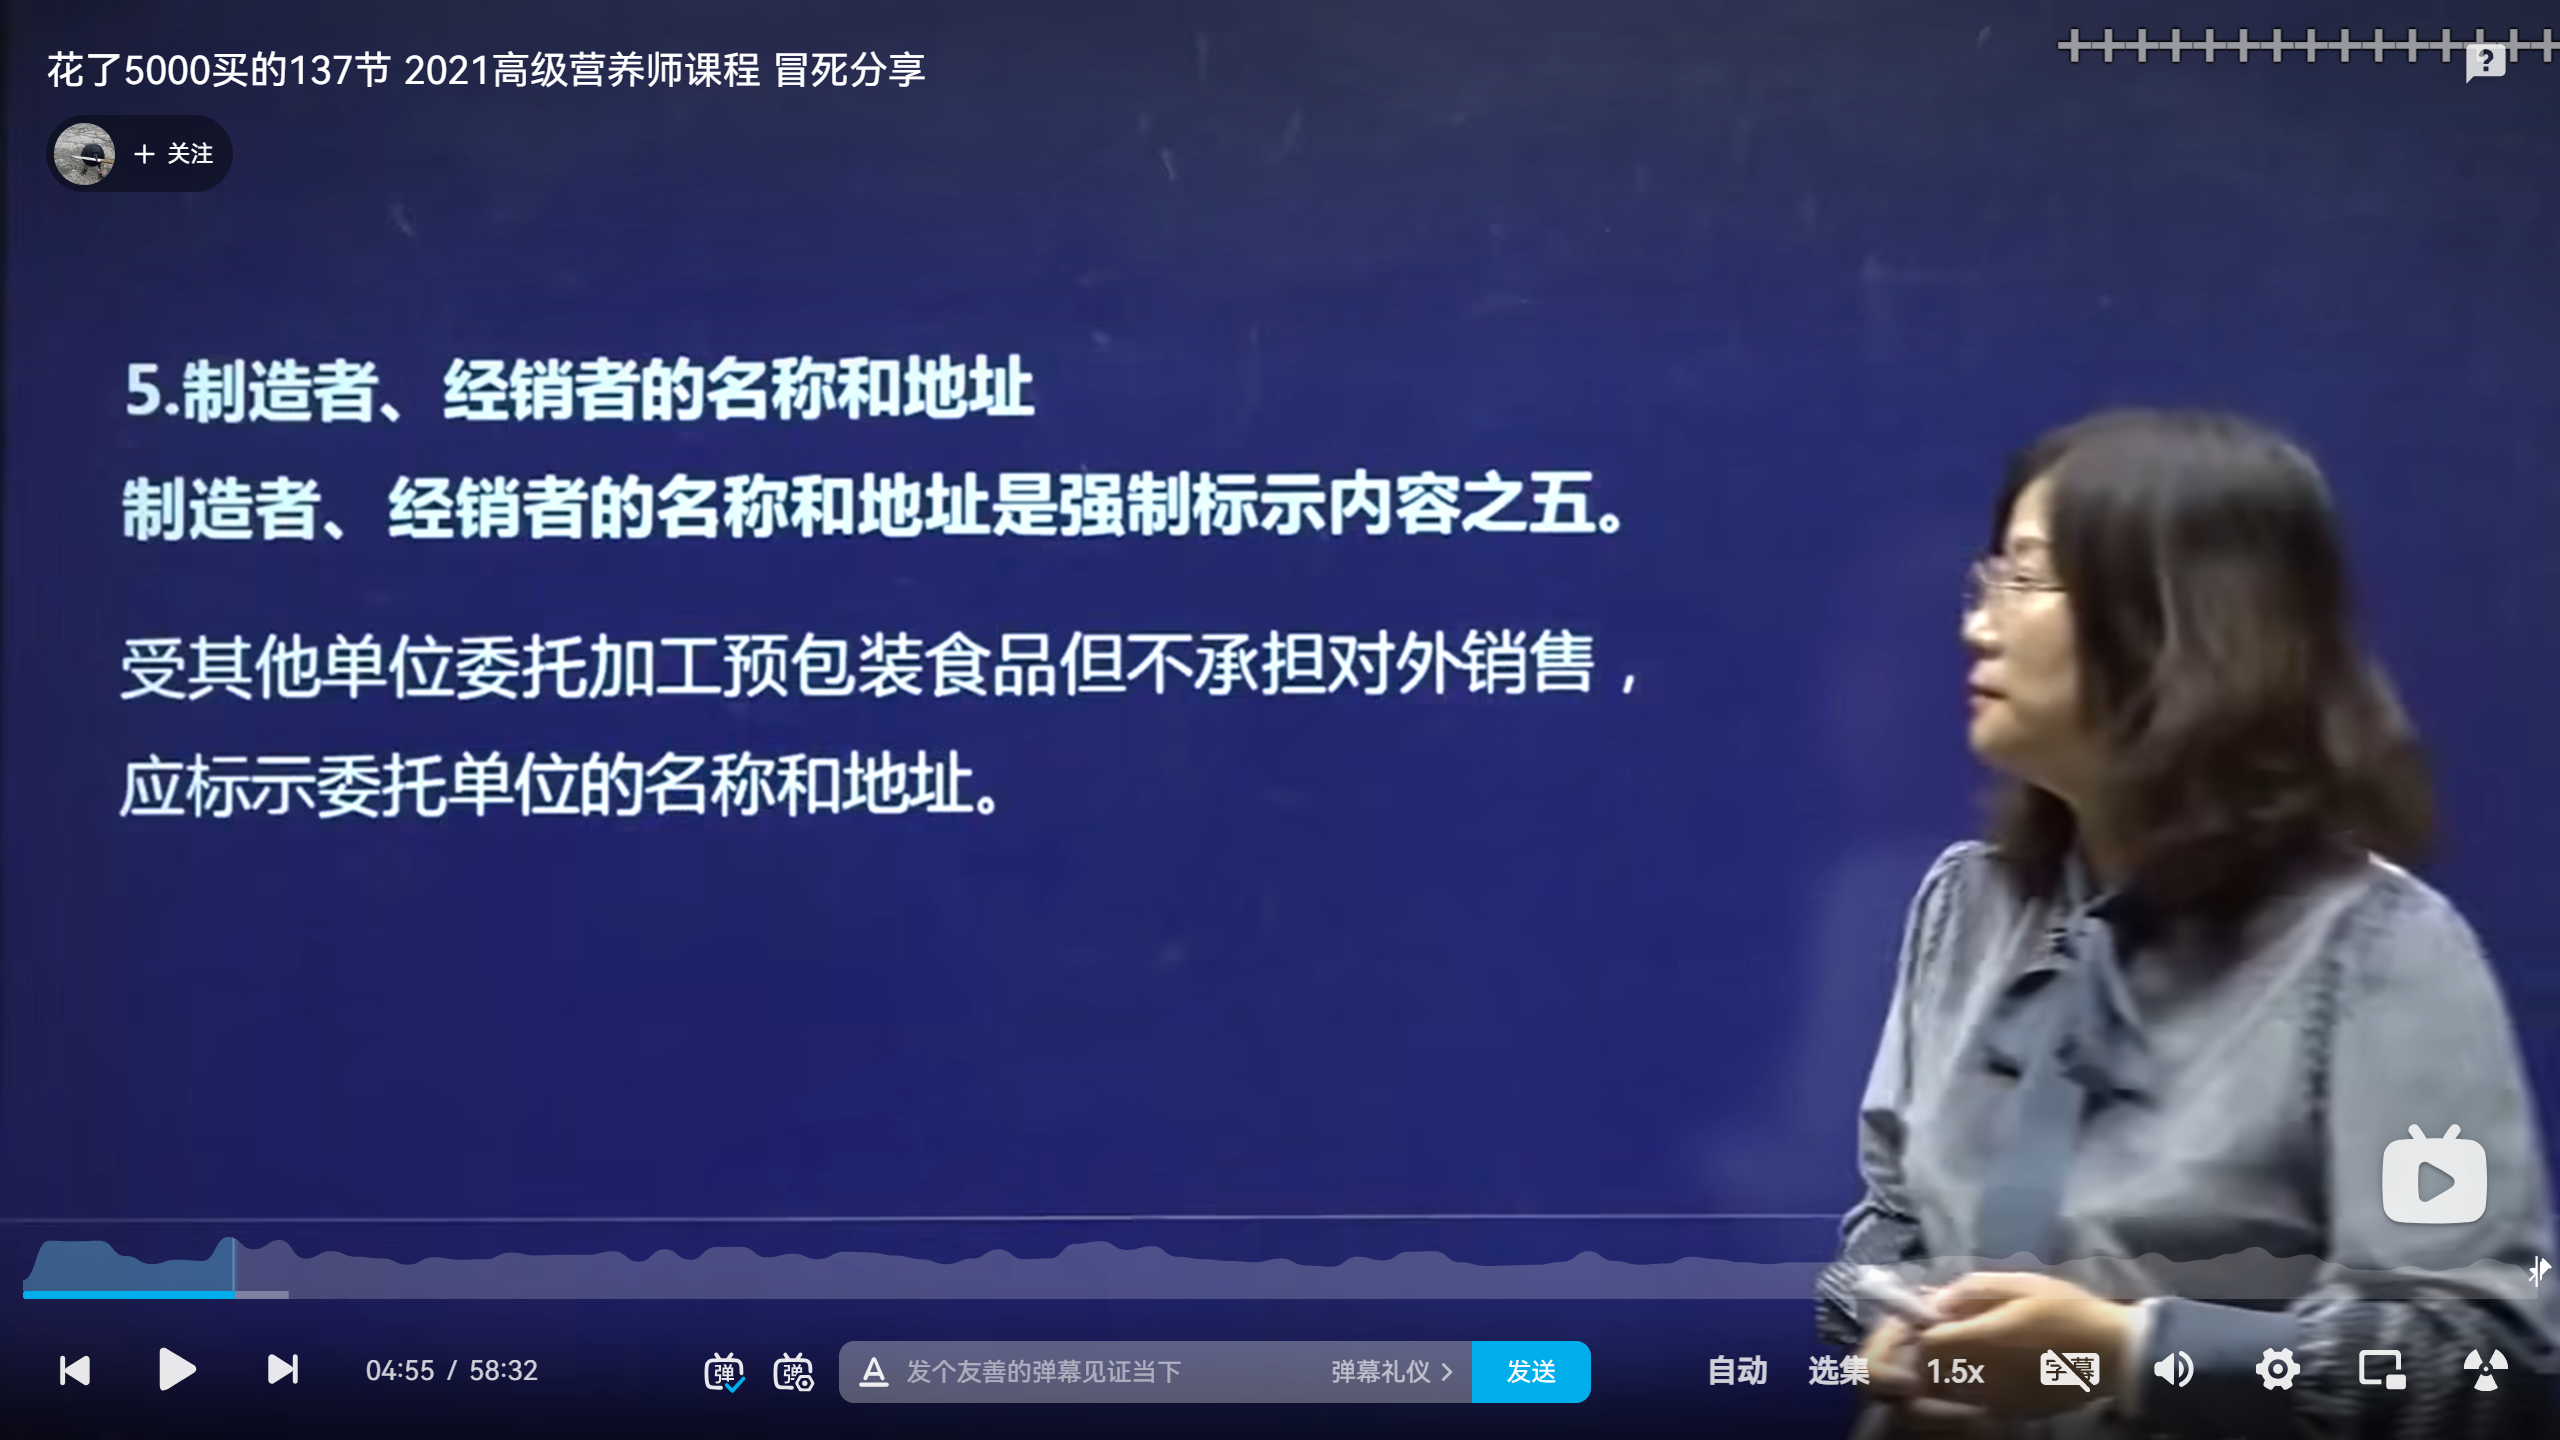 花了5000买的137节 2021高级营养师课程 冒死分享
++++++++++++++++
+ 关注
5.制造者、经销者的名称和地址
制造者、经销者的名称和地址是强制标示内容之五。
受其他单位委托加工预包装食品但不承担对外销售，
应标示委托单位的名称和地址。
04:55 / 58:32
弹
弹
A 发个友善的弹幕见证当下
弹幕礼仪 >
发送
自动
选集
1.5x
字幕